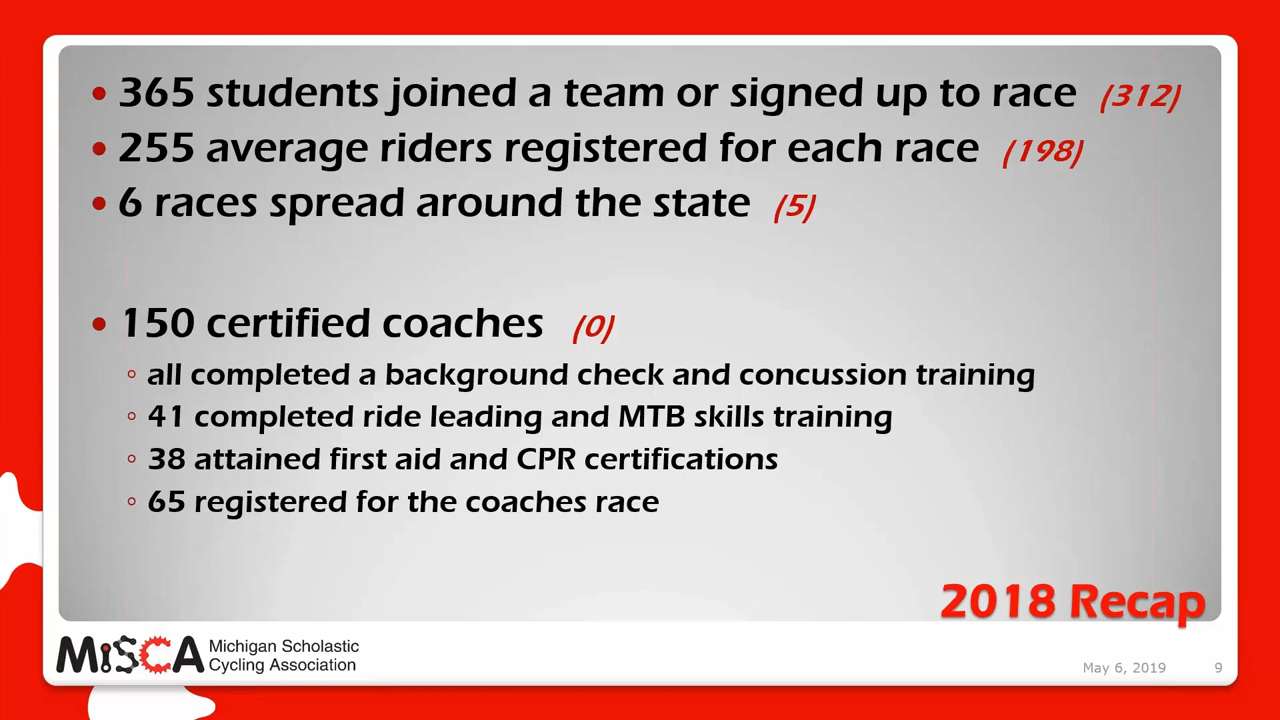 • 365 students joined a team or signed up to race (312)
• 255 average riders registered for each race (198)
• 6 races spread around the state (5)
• 150 certified coaches (0)
◦ all completed a background check and concussion training
◦ 41 completed ride leading and MTB skills training
◦ 38 attained first aid and CPR certifications
◦ 65 registered for the coaches race
2018 Recap
MiSCA
Michigan Scholastic
Cycling Association
May 6, 2019 9